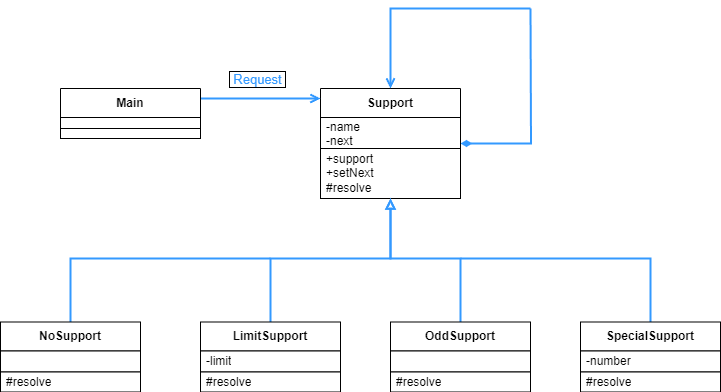 Request
Main
Support
-name
-next
+support
+setNext
#resolve
NoSupport
#resolve
LimitSupport
-limit
#resolve
OddSupport
#resolve
SpecialSupport
-number
#resolve